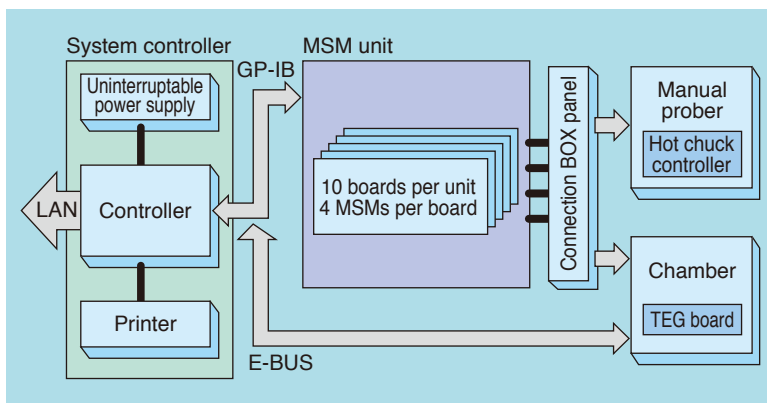 System controller
Uninterruptable
power supply
LAN
Controller
Printer
GP-IB
E-BUS
MSM unit
10 boards per unit
4 MSMs per board
Connection BOX panel
Manual
prober
Hot chuck
controller
Chamber
TEG board